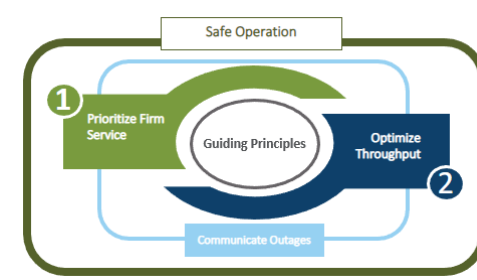 Safe Operation
1
Prioritize Firm
Service
Guiding Principles
Optimize
Throughput
2
Communicate Outages